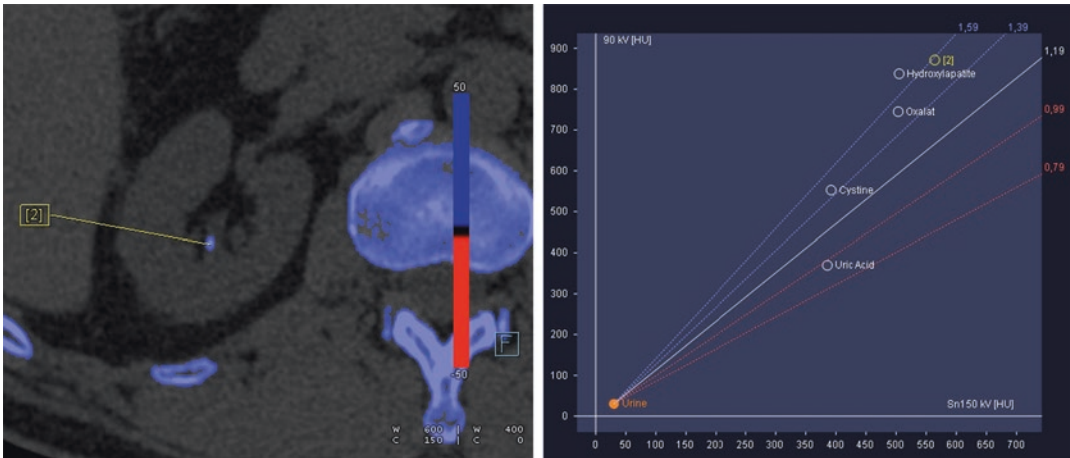 50
[2]
F
-50
W 600 | W 400
C 150 | C 0
1,59
1,39
90 kV [HU]
1,19
900
[2]
Hydroxylapatite
800
Oxalat
700
0,99
600
0,79
Cystine
500
400
Uric Acid
300
200
100
Urine
Sn150 kV [HU]
0
0 50 100 150 200 250 300 350 400 450 500 550 600 650 700